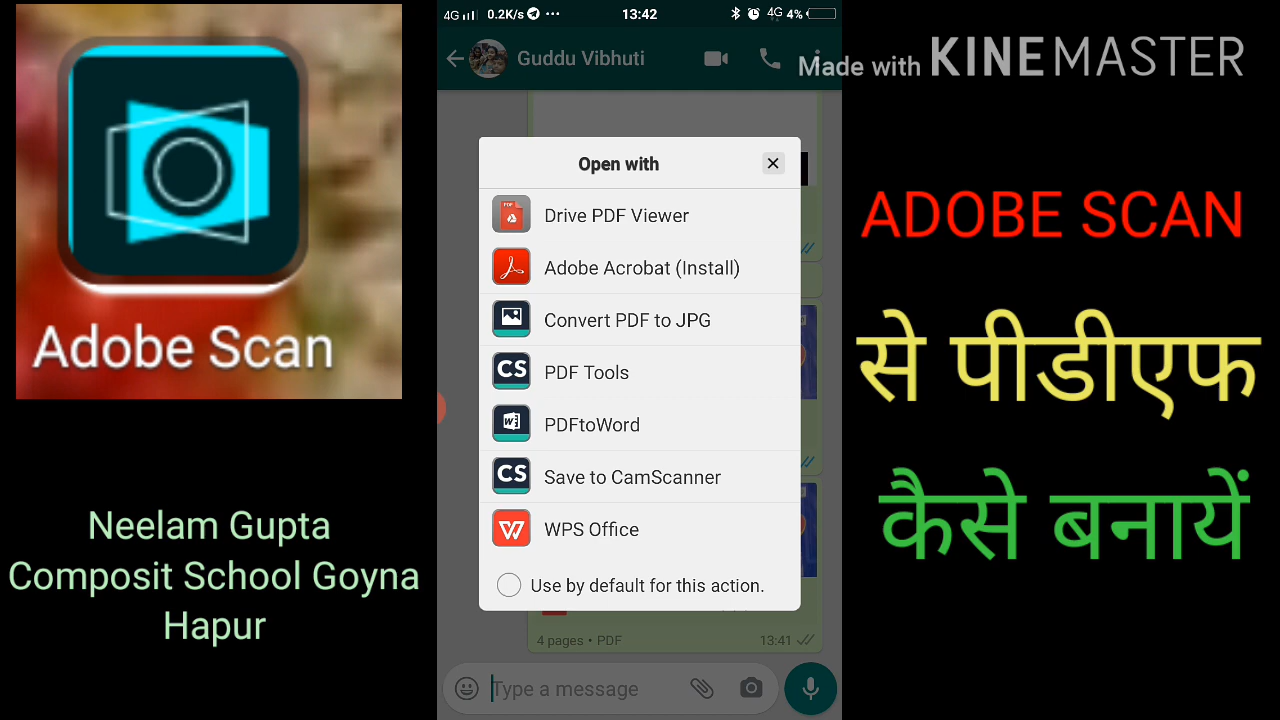 Adobe Scan
Neelam Gupta
Composit School Goyna
Hapur
4G 0.2K/s ••• 13:42 4G 4%
Guddu Vibhuti
Open with
PDF
Drive PDF Viewer
Adobe Acrobat (Install)
Convert PDF to JPG
CS PDF Tools
W PDFtoWord
CS Save to CamScanner
W WPS Office
Use by default for this action.
4 pages • PDF 13:41
Type a message
Made with KINEMASTER
ADOBE SCAN
से पीडीएफ
कैसे बनायें